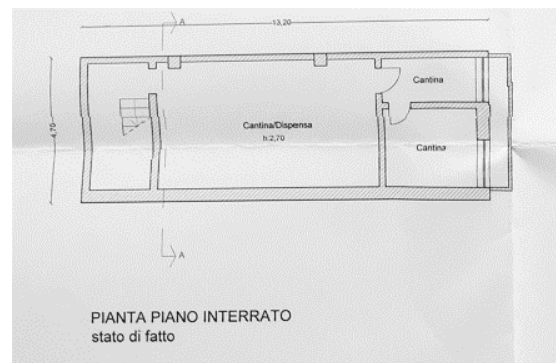 A
13,20
4,70
Cantina
Cantina/Dispensa
h:2,70
Cantina
A
PIANTA PIANO INTERRATO
stato di fatto